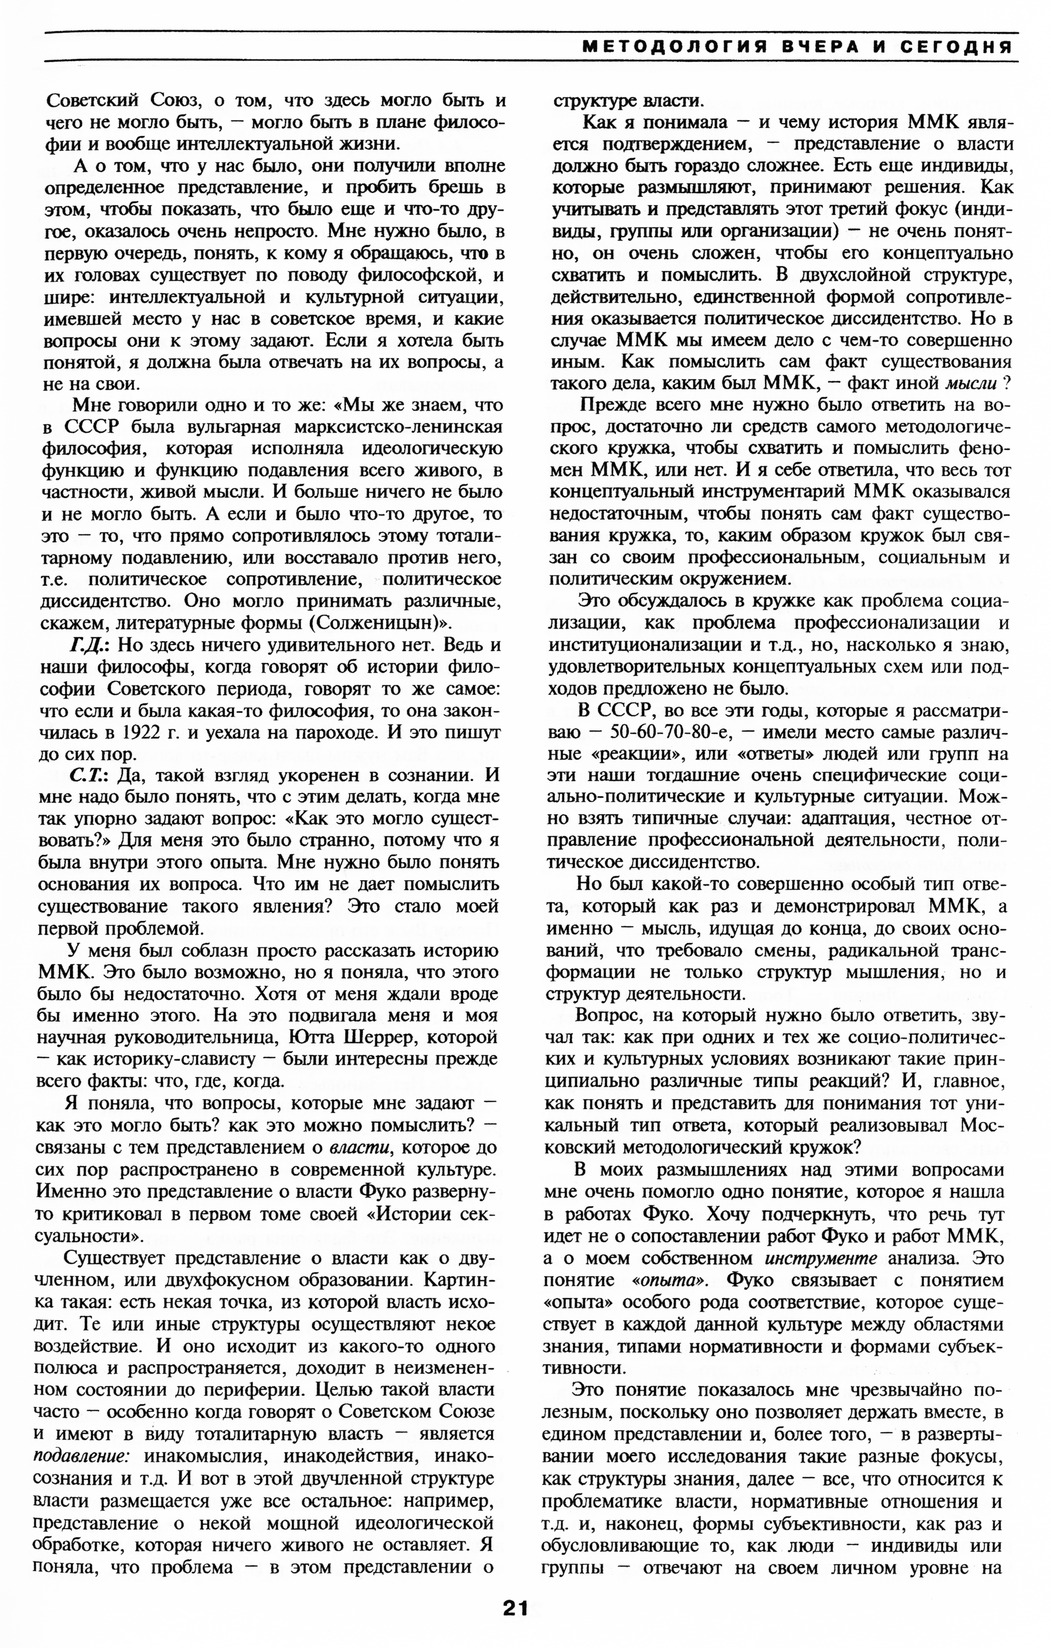 МЕТОДОЛОГИЯ ВЧЕРА И СЕГОДНЯ
Советский Союз, о том, что здесь могло быть и
чего не могло быть, — могло быть в плане филосо-
фии и вообще интеллектуальной жизни.
А о том, что у нас было, они получили вполне
определенное представление, и пробить брешь в
этом, чтобы показать, что было еще и что-то дру-
гое, оказалось очень непросто. Мне нужно было, в
первую очередь, понять, к кому я обращаюсь, что в
их головах существует по поводу философской, и
шире: интеллектуальной и культурной ситуации,
имевшей место у нас в советское время, и какие
вопросы они к этому задают. Если я хотела быть
понятой, я должна была отвечать на их вопросы, а
не на свои.
Мне говорили одно и то же: «Мы же знаем, что
в СССР была вульгарная марксистско-ленинская
философия, которая исполняла идеологическую
функцию и функцию подавления всего живого, в
частности, живой мысли. И больше ничего не было
и не могло быть. А если и было что-то другое, то
это — то, что прямо сопротивлялось этому тотали-
тарному подавлению, или восставало против него,
т.е. политическое сопротивление, политическое
диссидентство. Оно могло принимать различные,
скажем, литературные формы (Солженицын)».
Г.Д.: Но здесь ничего удивительного нет. Ведь и
наши философы, когда говорят об истории фило-
софии Советского периода, говорят то же самое:
что если и была какая-то философия, то она закон-
чилась в 1922 г. и уехала на пароходе. И это пишут
до сих пор.
С.Т.: Да, такой взгляд укоренен в сознании. И
мне надо было понять, что с этим делать, когда мне
так упорно задают вопрос: «Как это могло сущест-
вовать?» Для меня это было странно, потому что я
была внутри этого опыта. Мне нужно было понять
основания их вопроса. Что им не дает помыслить
существование такого явления? Это стало моей
первой проблемой.
У меня был соблазн просто рассказать историю
ММК. Это было возможно, но я поняла, что этого
было бы недостаточно. Хотя от меня ждали вроде
бы именно этого. На это подвигала меня и моя
научная руководительница, Ютта Шеррер, которой
— как историку-слависту — были интересны прежде
всего факты: что, где, когда.
Я поняла, что вопросы, которые мне задают —
как это могло быть? как это можно помыслить? —
связаны с тем представлением о власти, которое до
сих пор распространено в современной культуре.
Именно это представление о власти Фуко разверну-
то критиковал в первом томе своей «Истории сек-
суальности».
Существует представление о власти как о дву-
членном, или двухфокусном образовании. Картин-
ка такая: есть некая точка, из которой власть исхо-
дит. Те или иные структуры осуществляют некое
воздействие. И оно исходит из какого-то одного
полюса и распространяется, доходит в неизменен-
ном состоянии до периферии. Целью такой власти
часто — особенно когда говорят о Советском Союзе
и имеют в виду тоталитарную власть — является
подавление: инакомыслия, инакодействия, инако-
сознания и т.д. И вот в этой двучленной структуре
власти размещается уже все остальное: например,
представление о некой мощной идеологической
обработке, которая ничего живого не оставляет. Я
поняла, что проблема — в этом представлении о
структуре власти.
Как я понимала — и чему история ММК явля-
ется подтверждением, — представление о власти
должно быть гораздо сложнее. Есть еще индивиды,
которые размышляют, принимают решения. Как
учитывать и представлять этот третий фокус (инди-
виды, группы или организации) — не очень понят-
но, он очень сложен, чтобы его концептуально
схватить и помыслить. В двухслойной структуре,
действительно, единственной формой сопротивле-
ния оказывается политическое диссидентство. Но в
случае ММК мы имеем дело с чем-то совершенно
иным. Как помыслить сам факт существования
такого дела, каким был ММК, — факт иной мысли ?
Прежде всего мне нужно было ответить на во-
прос, достаточно ли средств самого методологиче-
ского кружка, чтобы схватить и помыслить фено-
мен ММК, или нет. И я себе ответила, что весь тот
концептуальный инструментарий ММК оказывался
недостаточным, чтобы понять сам факт существо-
вания кружка, то, каким образом кружок был свя-
зан со своим профессиональным, социальным и
политическим окружением.
Это обсуждалось в кружке как проблема социа-
лизации, как проблема профессионализации и
институционализации и т.д., но, насколько я знаю,
удовлетворительных концептуальных схем или под-
ходов предложено не было.
В СССР, во все эти годы, которые я рассматри-
ваю — 50-60-70-80-е, — имели место самые различ-
ные «реакции», или «ответы» людей или групп на
эти наши тогдашние очень специфические соци-
ально-политические и культурные ситуации. Мож-
но взять типичные случаи: адаптация, честное от-
правление профессиональной деятельности, поли-
тическое диссидентство.
Но был какой-то совершенно особый тип отве-
та, который как раз и демонстрировал ММК, а
именно — мысль, идущая до конца, до своих осно-
ваний, что требовало смены, радикальной транс-
формации не только структур мышления, но и
структур деятельности.
Вопрос, на который нужно было ответить, зву-
чал так: как при одних и тех же социо-политичес-
ких и культурных условиях возникают такие прин-
ципиально различные типы реакций? И, главное,
как понять и представить для понимания тот уни-
кальный тип ответа, который реализовывал Мос-
ковский методологический кружок?
В моих размышлениях над этими вопросами
мне очень помогло одно понятие, которое я нашла
в работах Фуко. Хочу подчеркнуть, что речь тут
идет не о сопоставлении работ Фуко и работ ММК,
а о моем собственном инструменте анализа. Это
понятие «опыта». Фуко связывает с понятием
«опыта» особого рода соответствие, которое суще-
ствует в каждой данной культуре между областями
знания, типами нормативности и формами субъек-
тивности.
Это понятие показалось мне чрезвычайно по-
лезным, поскольку оно позволяет держать вместе, в
едином представлении и, более того, — в разверты-
вании моего исследования такие разные фокусы,
как структуры знания, далее — все, что относится к
проблематике власти, нормативные отношения и
т.д. и, наконец, формы субъективности, как раз и
обусловливающие то, как люди — индивиды или
группы — отвечают на своем личном уровне на
21